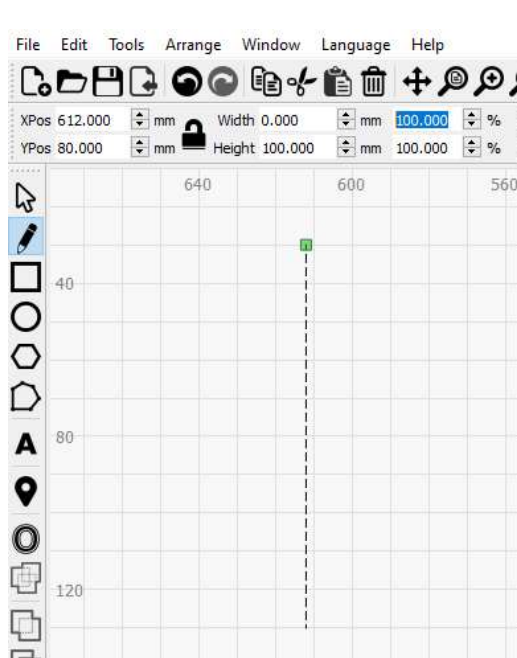 File Edit Tools Arrange Window Language Help
XPos 612.000 mm Width 0.000 mm 100.000 %
YPos 80.000 mm Height 100.000 mm 100.000 %
640 600 560
40
80
A
120